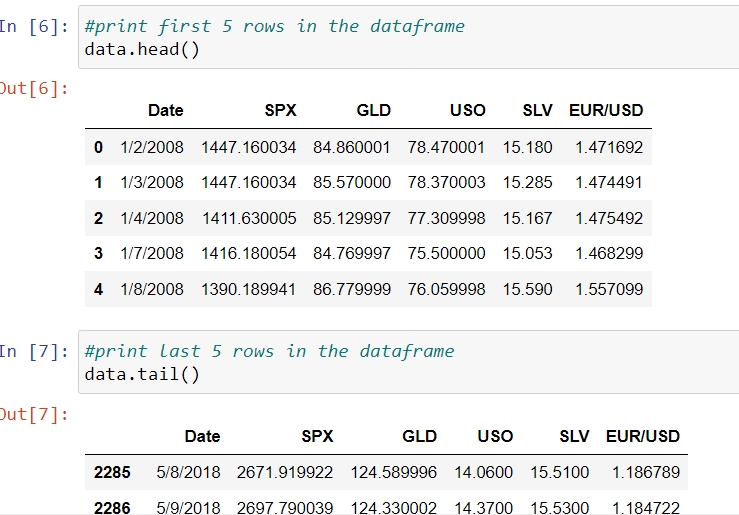 In [6]: #print first 5 rows in the dataframe
data.head()
Out[6]:
Date SPX GLD USO SLV EUR/USD
0 1/2/2008 1447.160034 84.860001 78.470001 15.180 1.471692
1 1/3/2008 1447.160034 85.570000 78.370003 15.285 1.474491
2 1/4/2008 1411.630005 85.129997 77.309998 15.167 1.475492
3 1/7/2008 1416.180054 84.769997 75.500000 15.053 1.468299
4 1/8/2008 1390.189941 86.779999 76.059998 15.590 1.557099
In [7]: #print last 5 rows in the dataframe
data.tail()
Out[7]:
Date SPX GLD USO SLV EUR/USD
2285 5/8/2018 2671.919922 124.589996 14.0600 15.5100 1.186789
2286 5/9/2018 2697.790039 124.330002 14.3700 15.5300 1.184722